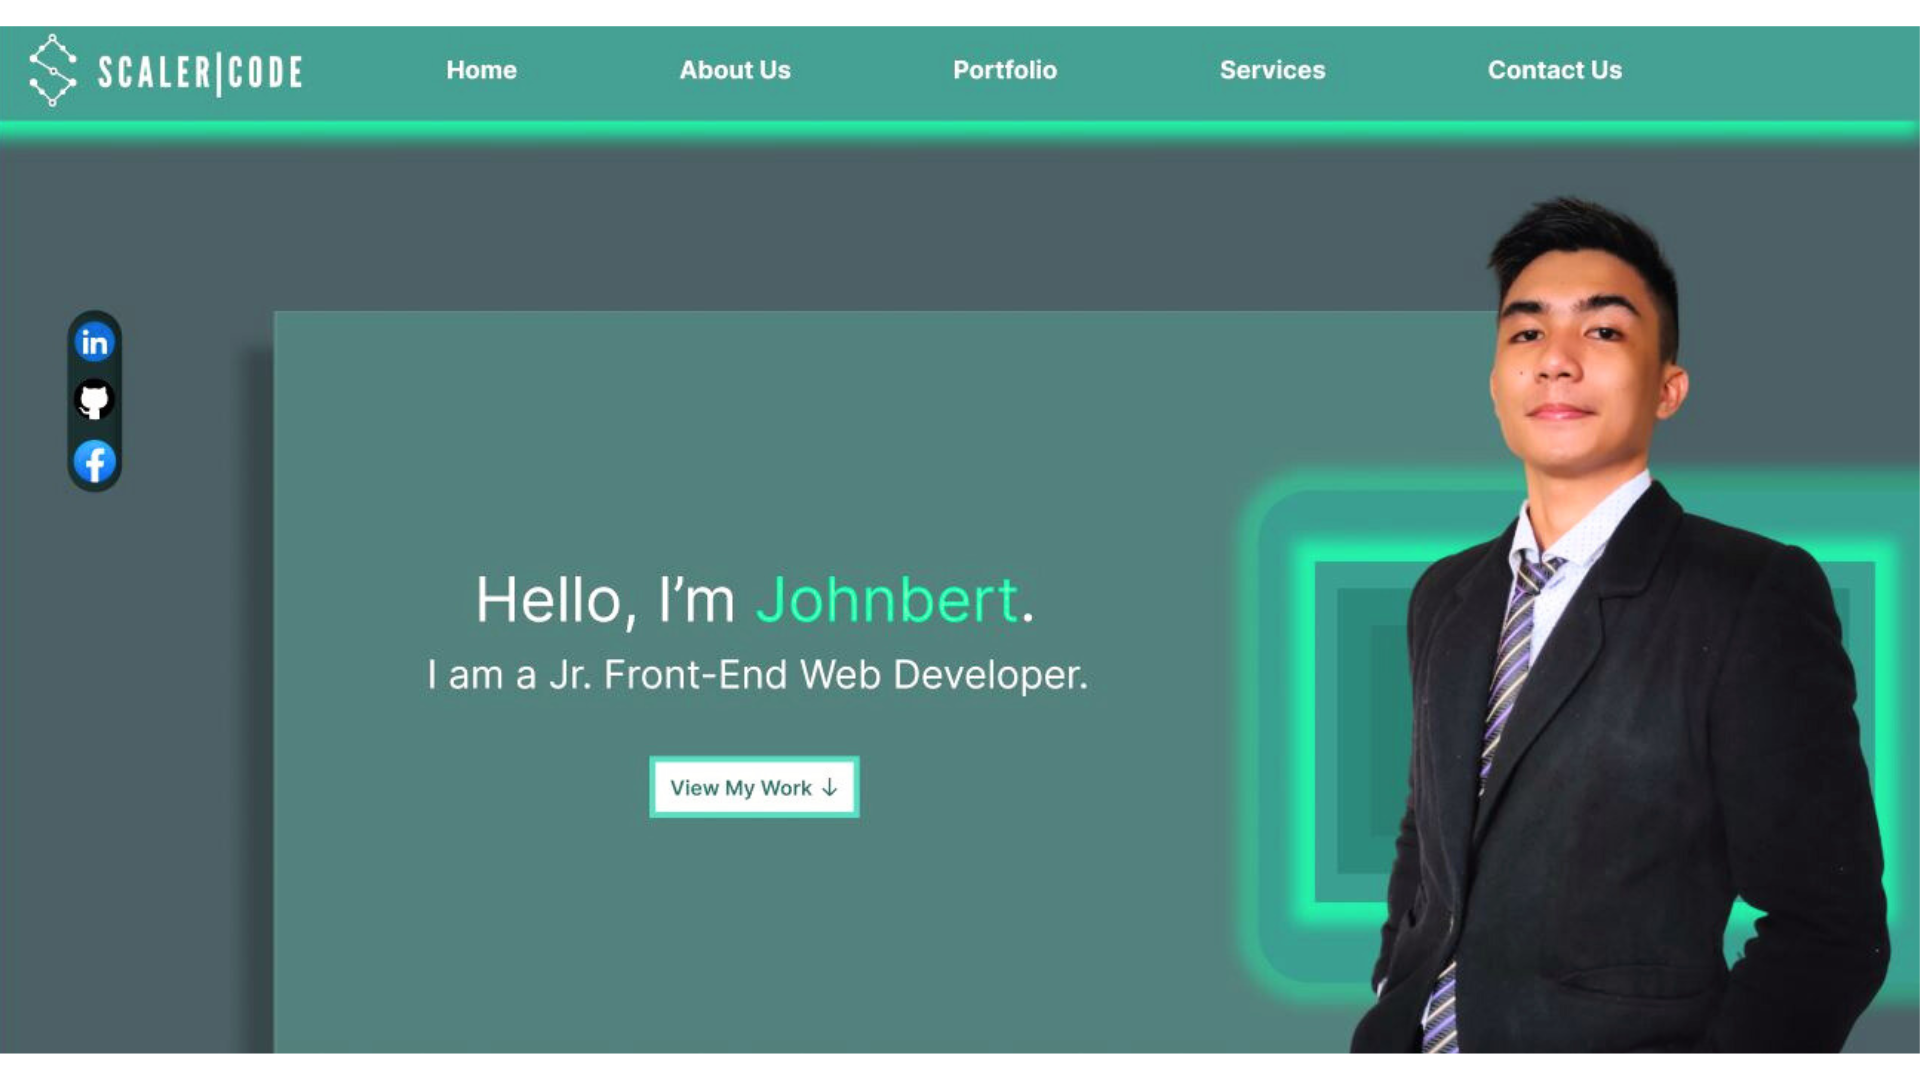 SCALER|CODE
Home
About Us
Portfolio
Services
Contact Us
in
f
Hello, I’m Johnbert.
I am a Jr. Front-End Web Developer.
View My Work ↓